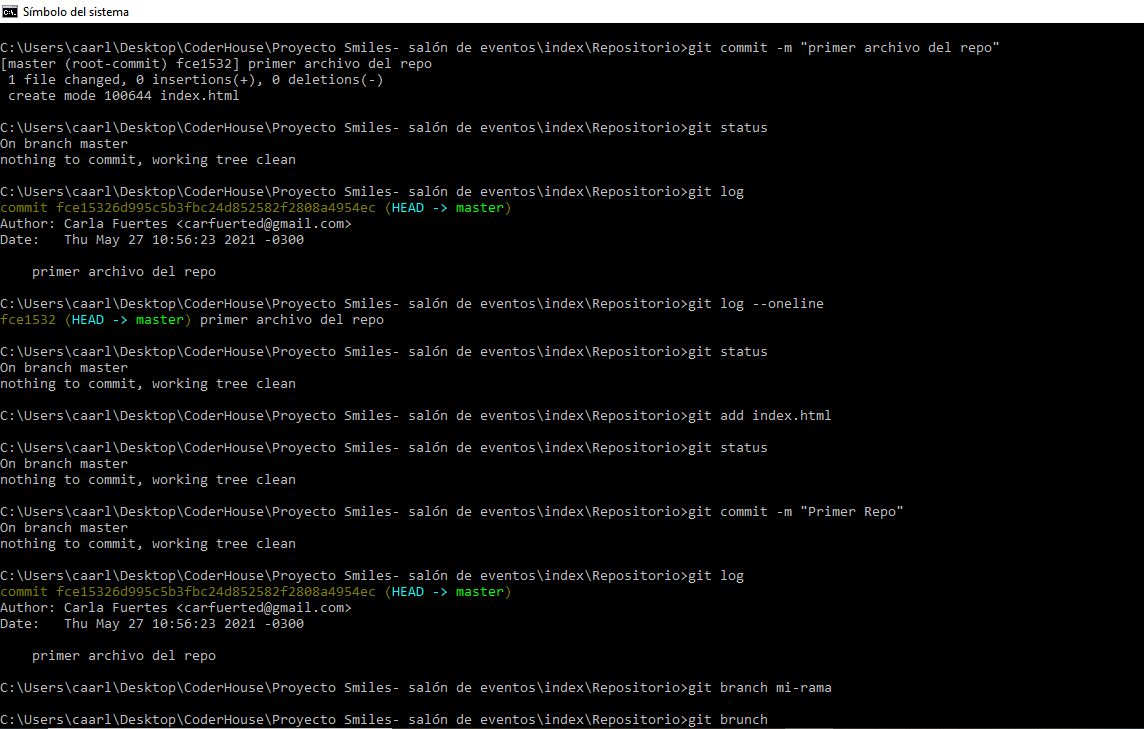 Símbolo del sistema
C:\Users\caarl\Desktop\CoderHouse\Proyecto Smiles- salón de eventos\index\Repositorio>git commit -m "primer archivo del repo"
[master (root-commit) fce1532] primer archivo del repo
 1 file changed, 0 insertions(+), 0 deletions(-)
 create mode 100644 index.html
C:\Users\caarl\Desktop\CoderHouse\Proyecto Smiles- salón de eventos\index\Repositorio>git status
On branch master
nothing to commit, working tree clean
C:\Users\caarl\Desktop\CoderHouse\Proyecto Smiles- salón de eventos\index\Repositorio>git log
commit fce15326d995c5b3fbc24d852582f2808a4954ec (HEAD -> master)
Author: Carla Fuertes <carfuerted@gmail.com>
Date:   Thu May 27 10:56:23 2021 -0300
    primer archivo del repo
C:\Users\caarl\Desktop\CoderHouse\Proyecto Smiles- salón de eventos\index\Repositorio>git log --oneline
fce1532 (HEAD -> master) primer archivo del repo
C:\Users\caarl\Desktop\CoderHouse\Proyecto Smiles- salón de eventos\index\Repositorio>git status
On branch master
nothing to commit, working tree clean
C:\Users\caarl\Desktop\CoderHouse\Proyecto Smiles- salón de eventos\index\Repositorio>git add index.html
C:\Users\caarl\Desktop\CoderHouse\Proyecto Smiles- salón de eventos\index\Repositorio>git status
On branch master
nothing to commit, working tree clean
C:\Users\caarl\Desktop\CoderHouse\Proyecto Smiles- salón de eventos\index\Repositorio>git commit -m "Primer Repo"
On branch master
nothing to commit, working tree clean
C:\Users\caarl\Desktop\CoderHouse\Proyecto Smiles- salón de eventos\index\Repositorio>git log
commit fce15326d995c5b3fbc24d852582f2808a4954ec (HEAD -> master)
Author: Carla Fuertes <carfuerted@gmail.com>
Date:   Thu May 27 10:56:23 2021 -0300
    primer archivo del repo
C:\Users\caarl\Desktop\CoderHouse\Proyecto Smiles- salón de eventos\index\Repositorio>git branch mi-rama
C:\Users\caarl\Desktop\CoderHouse\Proyecto Smiles- salón de eventos\index\Repositorio>git brunch